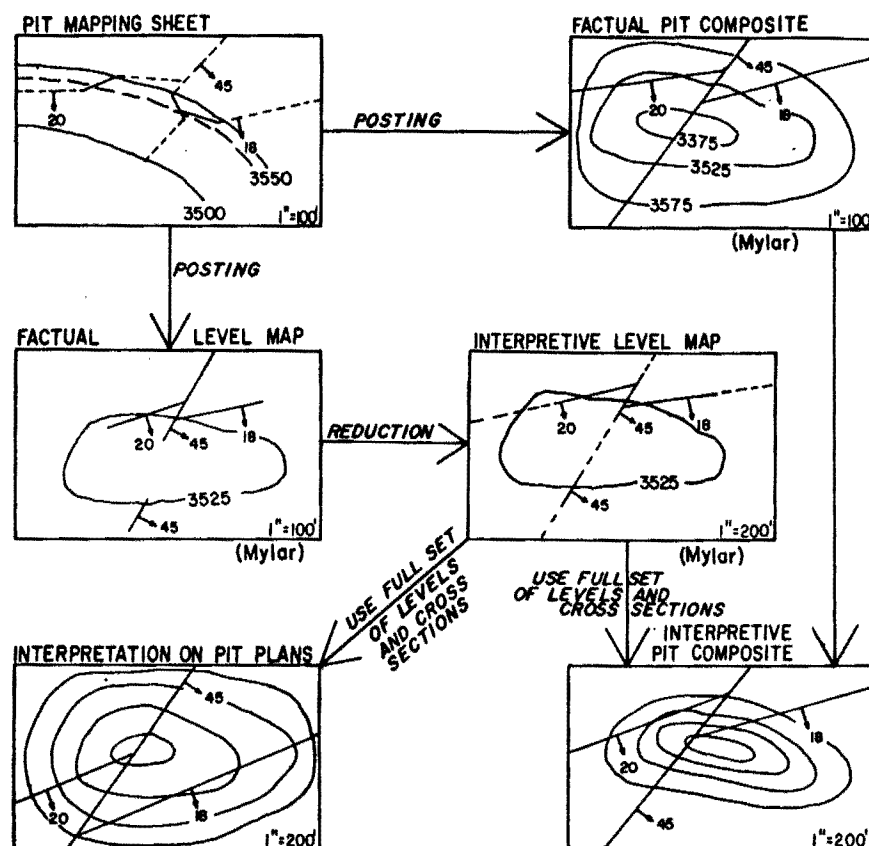 PIT MAPPING SHEET
45
20
18
3550
3500
1"=100'
POSTING
FACTUAL PIT COMPOSITE
45
20
18
3375
3525
3575
1"=100'
(Mylar)
POSTING
FACTUAL LEVEL MAP
20
45
18
3525
45
1"=100'
(Mylar)
REDUCTION
INTERPRETIVE LEVEL MAP
20
45
18
3525
45
1"=200'
(Mylar)
USE FULL SET
OF LEVELS
AND CROSS
SECTIONS
USE FULL SET
OF LEVELS AND
CROSS SECTIONS
INTERPRETATION ON PIT PLANS
45
20
18
1"=200'
INTERPRETIVE
PIT COMPOSITE
18
20
45
1"=200'